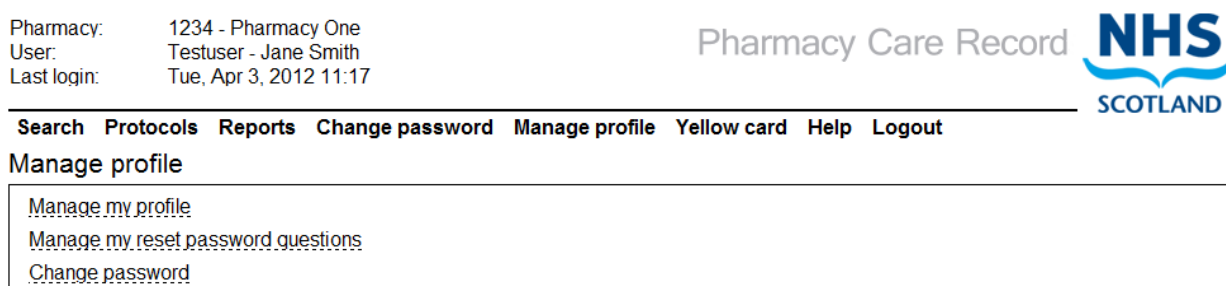 Pharmacy: 1234 - Pharmacy One
User: Testuser - Jane Smith
Last login: Tue, Apr 3, 2012 11:17
Pharmacy Care Record
NHS
SCOTLAND
Search Protocols Reports Change password Manage profile Yellow card Help Logout
Manage profile
Manage my profile
Manage my reset password questions
Change password